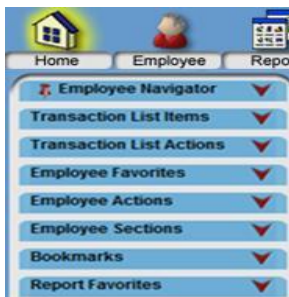 Home Employee Repo
Employee Navigator
Transaction List Items
Transaction List Actions
Employee Favorites
Employee Actions
Employee Sections
Bookmarks
Report Favorites